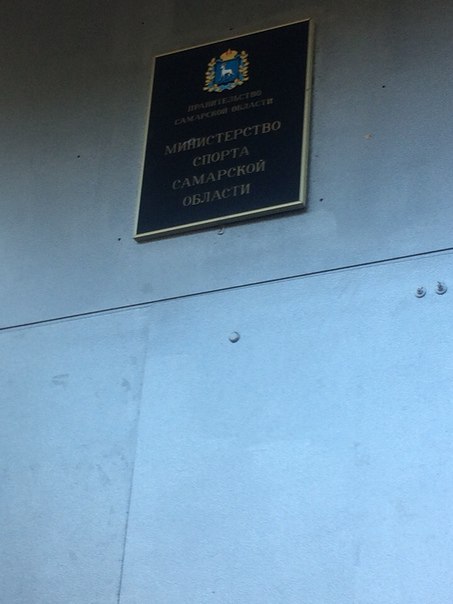 ПРАВИТЕЛЬСТВО
САМАРСКОЙ ОБЛАСТИ
МИНИСТЕРСТВО
СПОРТА
САМАРСКОЙ
ОБЛАСТИ